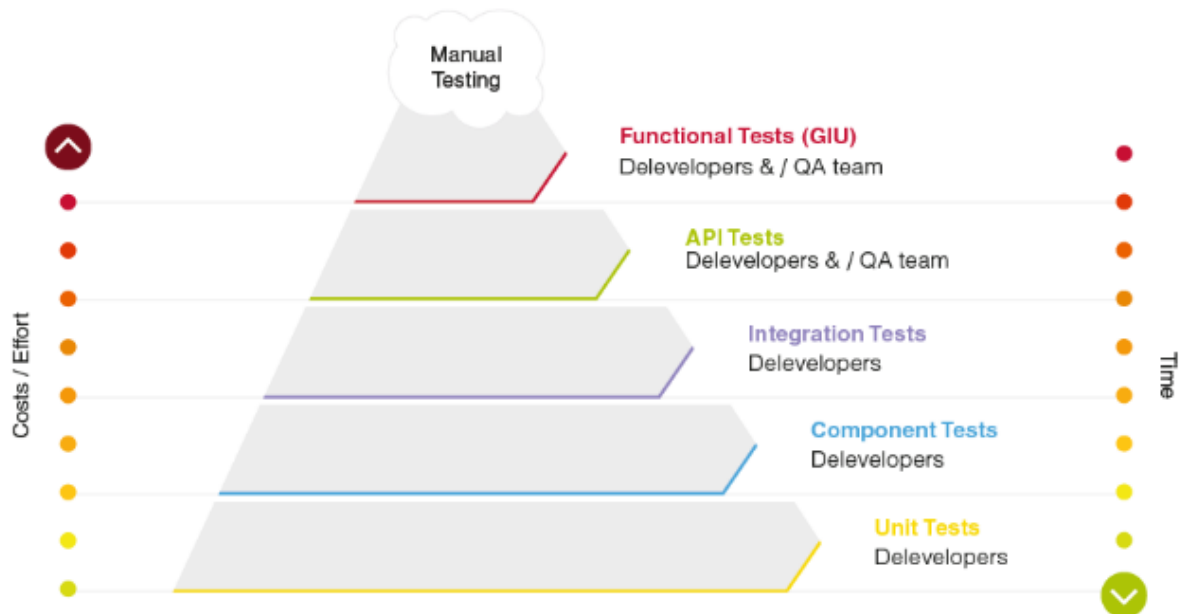 Manual
Testing
Functional Tests (GIU)
Delevelopers & / QA team
API Tests
Delevelopers & / QA team
Integration Tests
Delevelopers
Component Tests
Delevelopers
Unit Tests
Delevelopers
Costs / Effort
Time